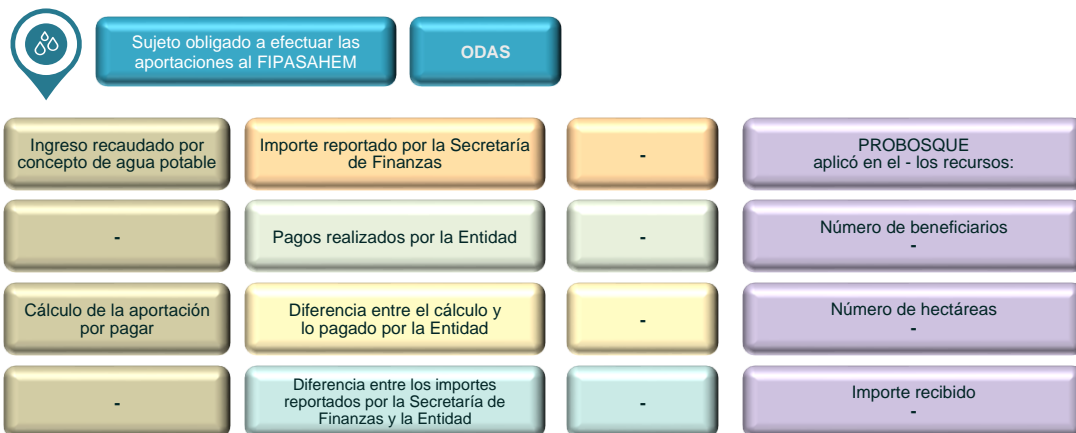 Sujeto obligado a efectuar las
aportaciones al FIPASAHEM
ODAS
Ingreso recaudado por
concepto de agua potable
Importe reportado por la Secretaría
de Finanzas
-
PROBOSQUE
aplicó en el - los recursos:
-
Pagos realizados por la Entidad
-
Número de beneficiarios
-
Cálculo de la aportación
por pagar
Diferencia entre el cálculo y
lo pagado por la Entidad
-
Número de hectáreas
-
-
Diferencia entre los importes
reportados por la Secretaría de
Finanzas y la Entidad
-
Importe recibido
-